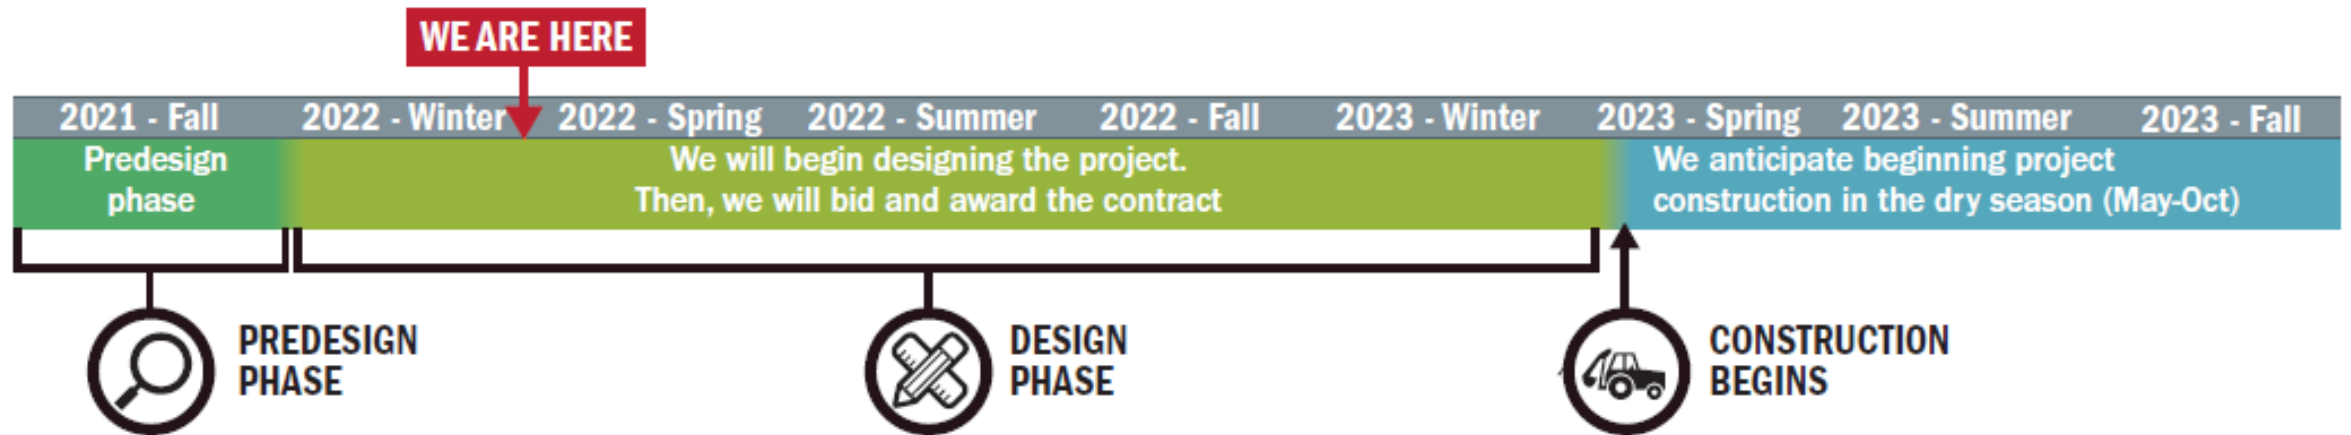 WE ARE HERE
2021 - Fall 2022 - Winter 2022 - Spring 2022 - Summer 2022 - Fall 2023 - Winter 2023 - Spring 2023 - Summer 2023 - Fall
Predesign
phase
We will begin designing the project.
Then, we will bid and award the contract
We anticipate beginning project
construction in the dry season (May-Oct)
PREDESIGN
PHASE
DESIGN
PHASE
CONSTRUCTION
BEGINS